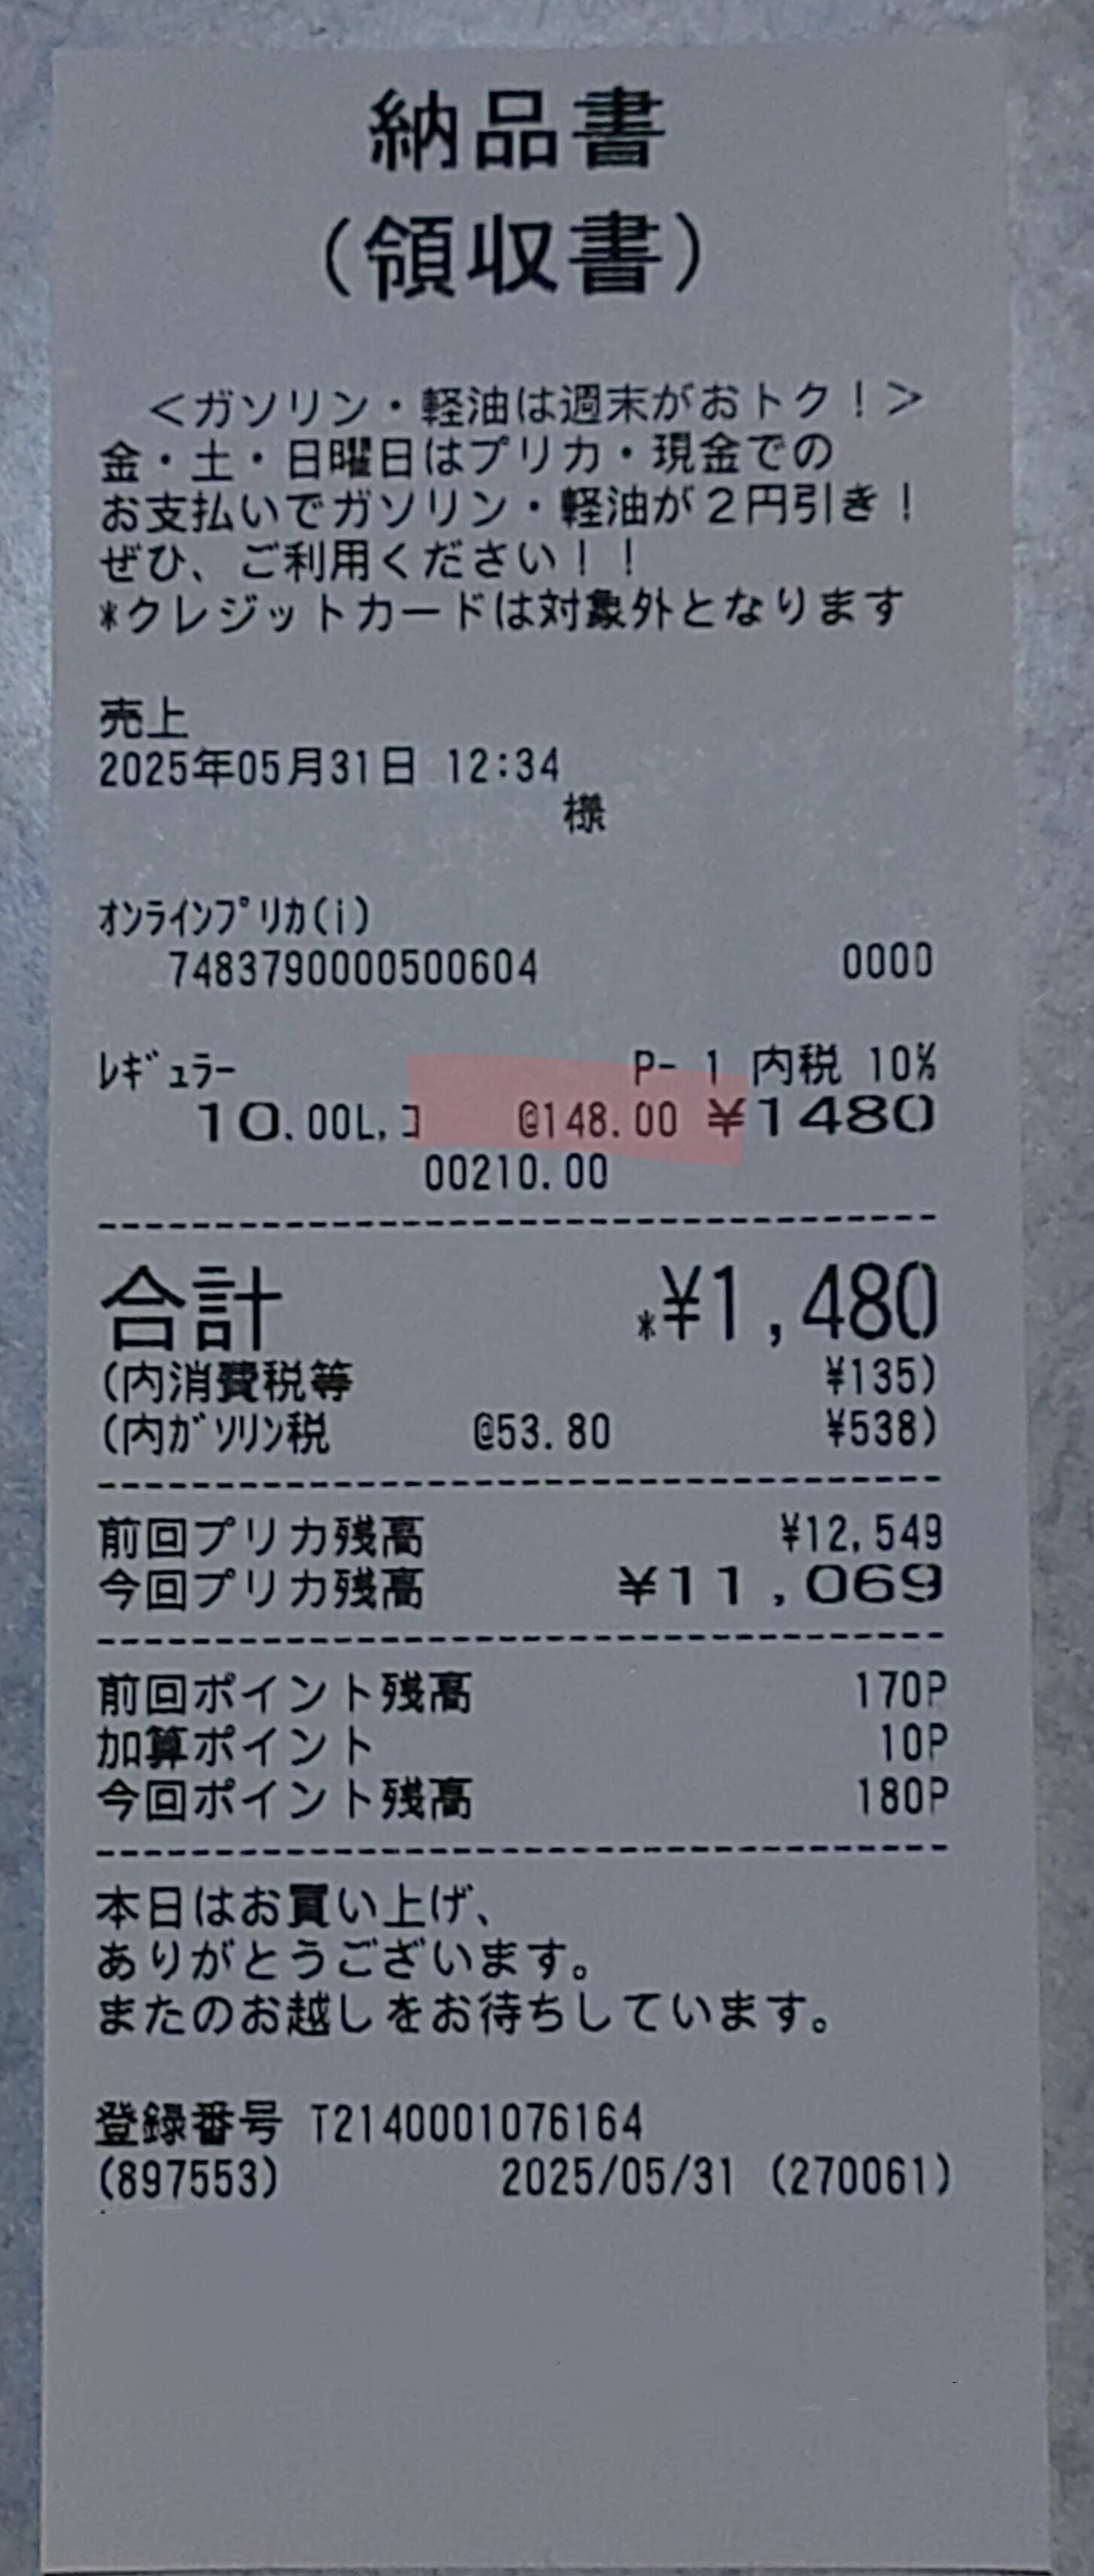 納品書
(領収書)
<ガソリン・軽油は週末がおトク!>
金・土・日曜日はプリカ・現金での
お支払いでガソリン・軽油が2円引き!
ぜひ、ご利用ください!!
*クレジットカードは対象外となります
売上
2025年05月31日 12:34
様
オンラインプリカ(i)
7483790000500604 0000
レギュラー P- 1 内税 10%
10.00L,コ @148.00 ¥1480
00210.00
合計 *¥1,480
(内消費税等 ¥135)
(内ガソリン税 @53.80 ¥538)
前回プリカ残高 ¥12,549
今回プリカ残高 ¥11,069
前回ポイント残高 170P
加算ポイント 10P
今回ポイント残高 180P
本日はお買い上げ、
ありがとうございます。
またのお越しをお待ちしています。
登録番号 T2140001076164
(897553) 2025/05/31 (270061)